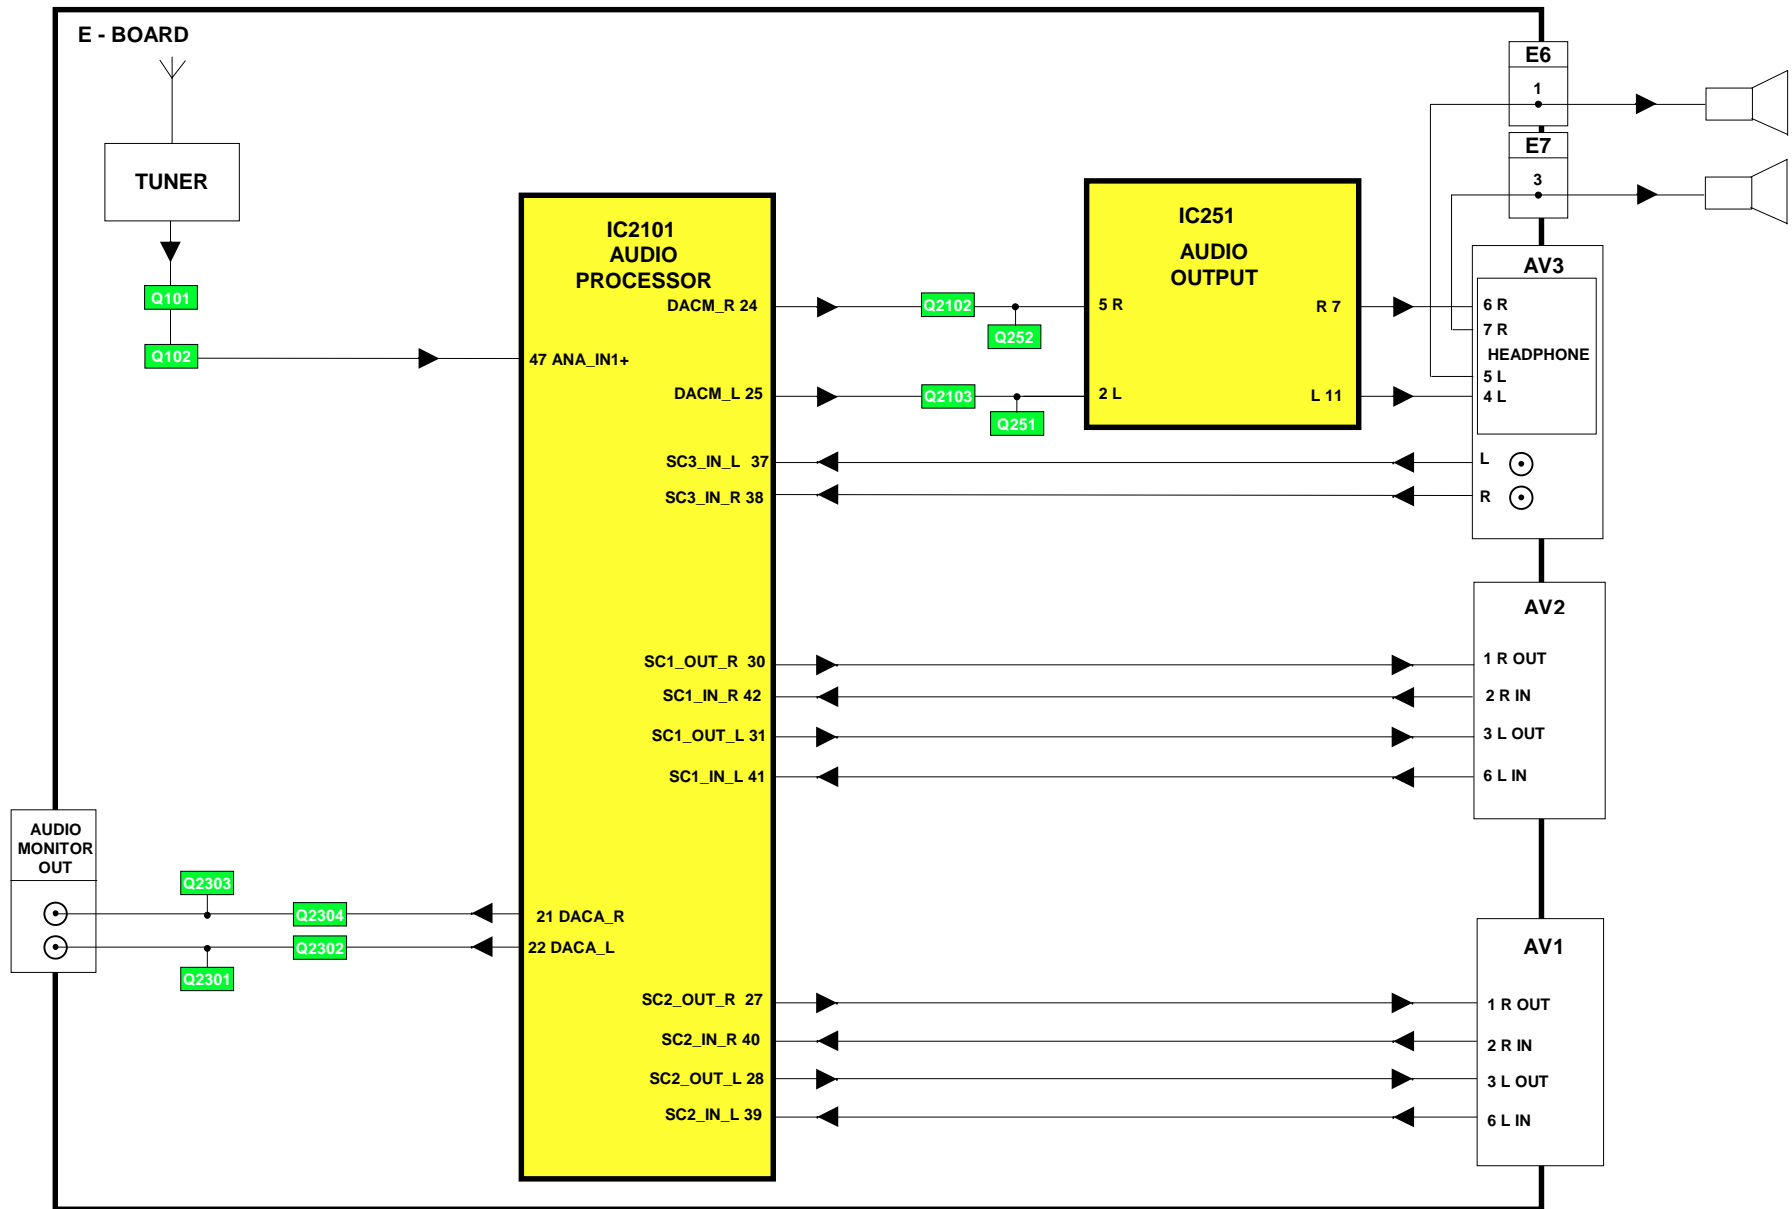 E - BOARD
TUNER
Q101
Q102
IC2101
AUDIO
PROCESSOR
DACM_R 24
47 ANA_IN1+
DACM_L 25
SC3_IN_L 37
SC3_IN_R 38
SC1_OUT_R 30
SC1_IN_R 42
SC1_OUT_L 31
SC1_IN_L 41
21 DACA_R
22 DACA_L
SC2_OUT_R 27
SC2_IN_R 40
SC2_OUT_L 28
SC2_IN_L 39
AUDIO
MONITOR
OUT
Q2303
Q2304
Q2302
Q2301
Q2102
Q252
Q2103
Q251
IC251
AUDIO
OUTPUT
5 R
R 7
2 L
L 11
E6
1
E7
3
AV3
6 R
7 R
HEADPHONE
5 L
4 L
L
R
AV2
1 R OUT
2 R IN
3 L OUT
6 L IN
AV1
1 R OUT
2 R IN
3 L OUT
6 L IN